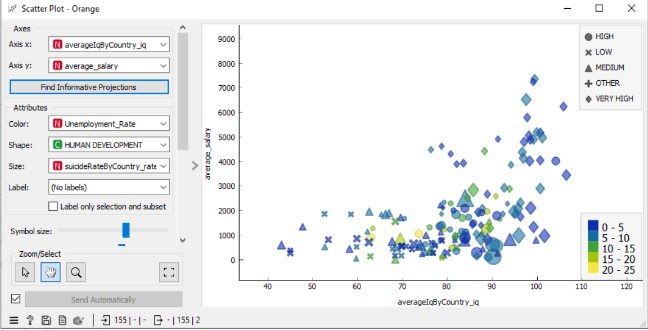 Scatter Plot - Orange
Axes
Axis x:
N averageIqByCountry_iq
Axis y:
N average_salary
Find Informative Projections
Attributes
Color:
N Unemployment_Rate
Shape:
C HUMAN DEVELOPMENT
Size:
N suicideRateByCountry_rate
Label:
(No labels)
Label only selection and subset
Symbol size:
Zoom/Select
Send Automatically
155 | - | -
- | 155 | 2
average_salary
9000
8000
7000
6000
5000
4000
3000
2000
1000
0
40
50
60
70
80
90
100
110
120
averageIqByCountry_iq
HIGH
LOW
MEDIUM
OTHER
VERY HIGH
0 - 5
5 - 10
10 - 15
15 - 20
20 - 25